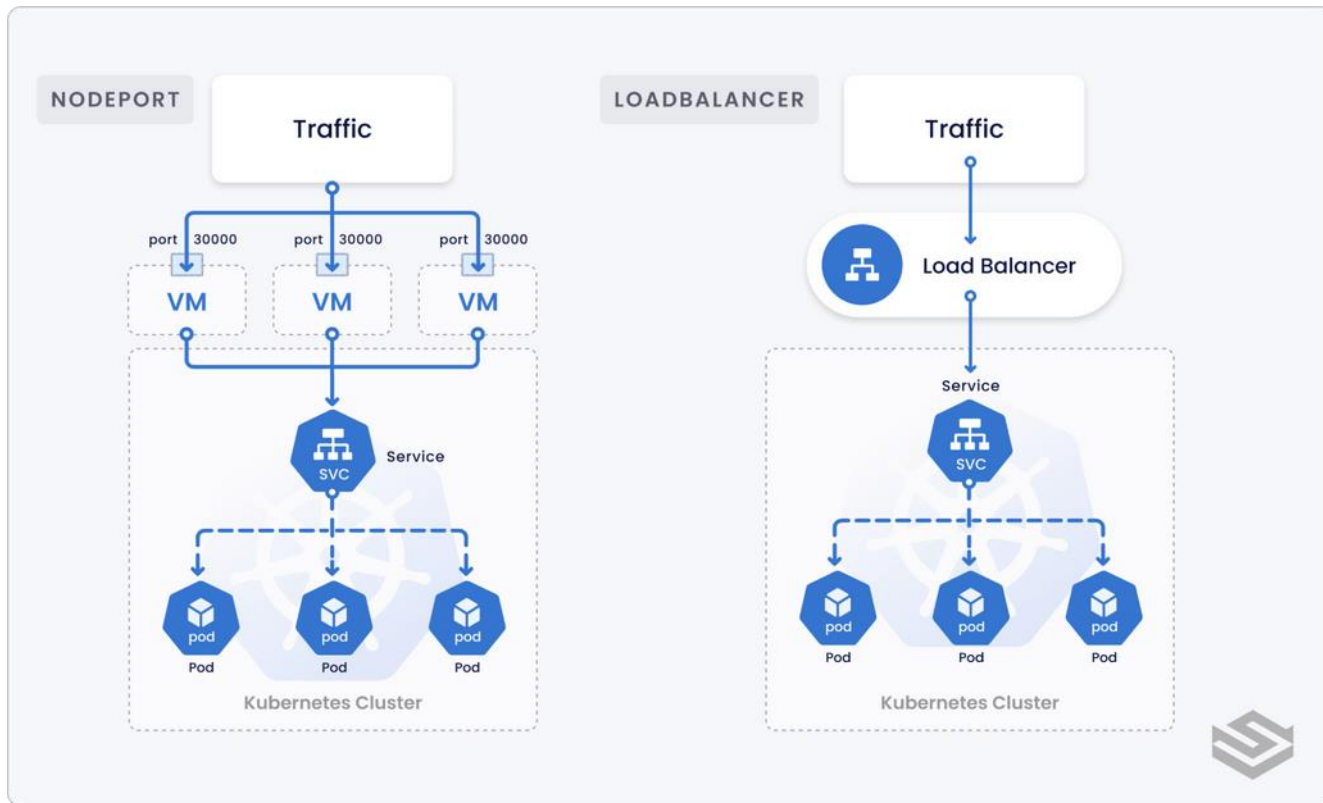 NODEPORT
Traffic
port 30000
port 30000
port 30000
VM
VM
VM
SVC
Service
pod
pod
pod
Pod
Pod
Pod
Kubernetes Cluster
LOADBALANCER
Traffic
Load Balancer
Service
SVC
pod
pod
pod
Pod
Pod
Pod
Kubernetes Cluster